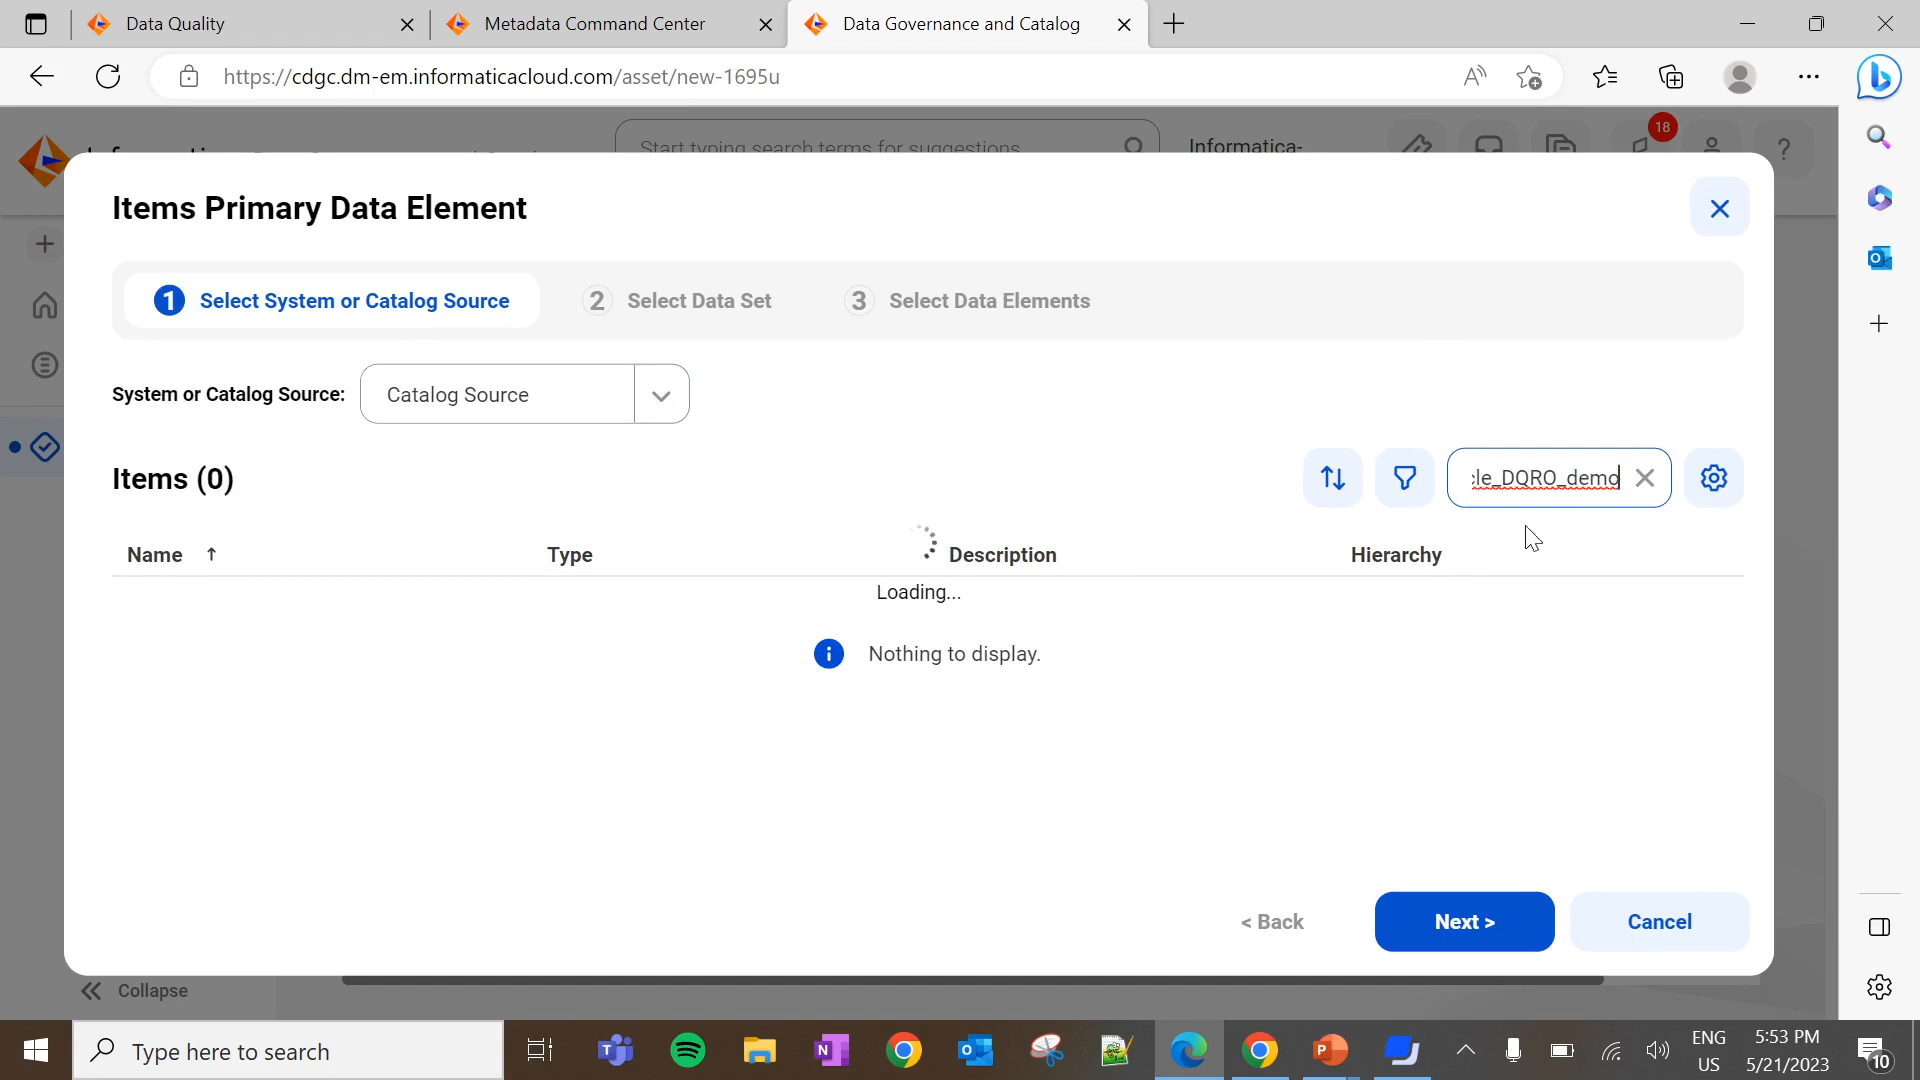 Data Quality
Metadata Command Center
Data Governance and Catalog
https://cdgc.dm-em.informaticacloud.com/asset/new-1695u
Start typing search terms for suggestions
Informatica-
18
?
Items Primary Data Element
1 Select System or Catalog Source
2 Select Data Set
3 Select Data Elements
System or Catalog Source:
Catalog Source
Items (0)
cle_DQRO_demo
Name ↑
Type
Description
Hierarchy
Loading...
Nothing to display.
< Back
Next >
Cancel
Collapse
Type here to search
ENG
US
5:53 PM
5/21/2023
10